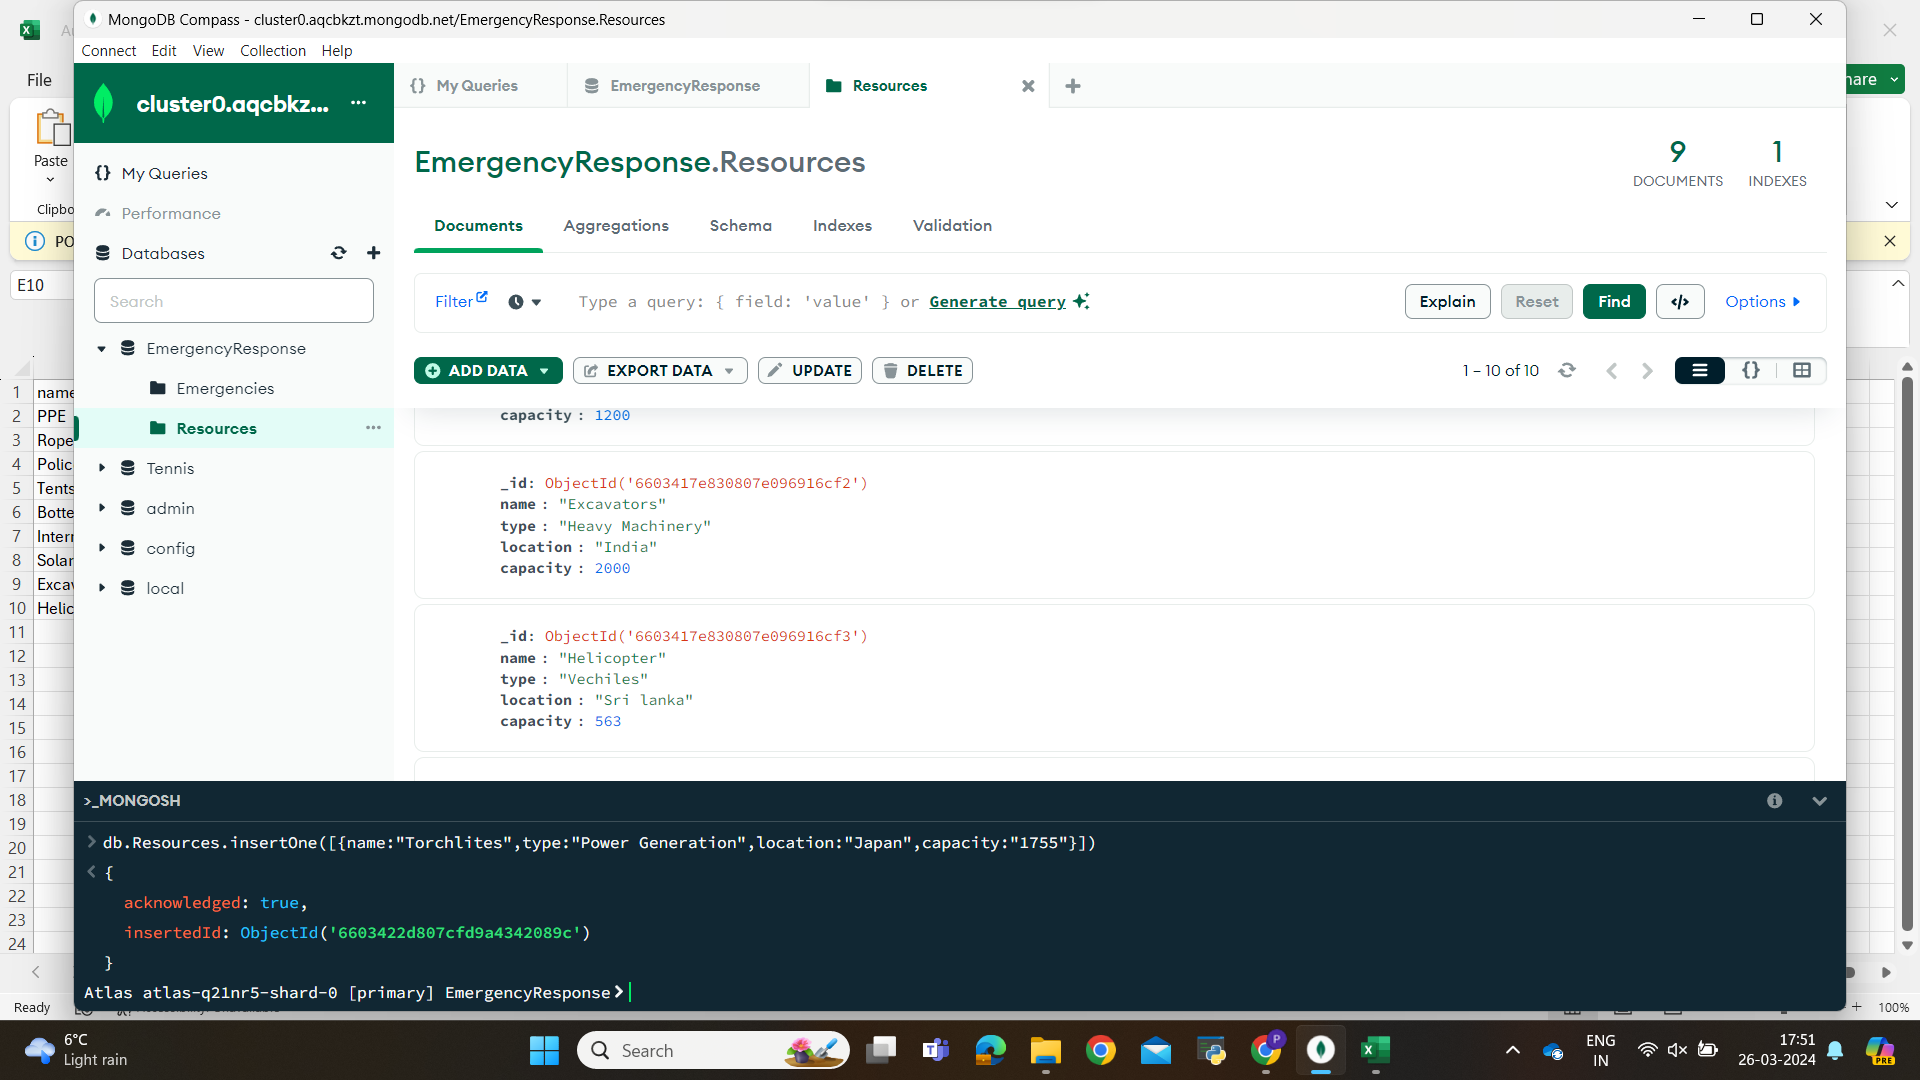 MongoDB Compass - cluster0.aqcbkzt.mongodb.net/EmergencyResponse.Resources
Connect Edit View Collection Help
File
hare
cluster0.aqcbkz... ...
{} My Queries
EmergencyResponse
Resources
Paste
Clipbo
PO
E10
My Queries
Performance
Databases
Search
EmergencyResponse
Emergencies
Resources
Tennis
admin
config
local
EmergencyResponse.Resources
9
DOCUMENTS
1
INDEXES
Documents Aggregations Schema Indexes Validation
Filter Type a query: { field: 'value' } or Generate query
Explain Reset Find </> Options
ADD DATA EXPORT DATA UPDATE DELETE
1 – 10 of 10
capacity : 1200
_id: ObjectId('6603417e830807e096916cf2')
name : "Excavators"
type : "Heavy Machinery"
location : "India"
capacity : 2000
_id: ObjectId('6603417e830807e096916cf3')
name : "Helicopter"
type : "Vechiles"
location : "Sri lanka"
capacity : 563
1 name
2 PPE
3 Rope
4 Polic
5 Tents
6 Botte
7 Intern
8 Solar
9 Excav
10 Helic
11
12
13
14
15
16
17
18
19
20
21
22
23
24
>_MONGOSH
> db.Resources.insertOne([{name:"Torchlites",type:"Power Generation",location:"Japan",capacity:"1755"}])
< {
acknowledged: true,
insertedId: ObjectId('6603422d807cfd9a4342089c')
}
Atlas atlas-q21nr5-shard-0 [primary] EmergencyResponse>
Ready
100%
6°C
Light rain
Search
ENG
IN
17:51
26-03-2024
PRE